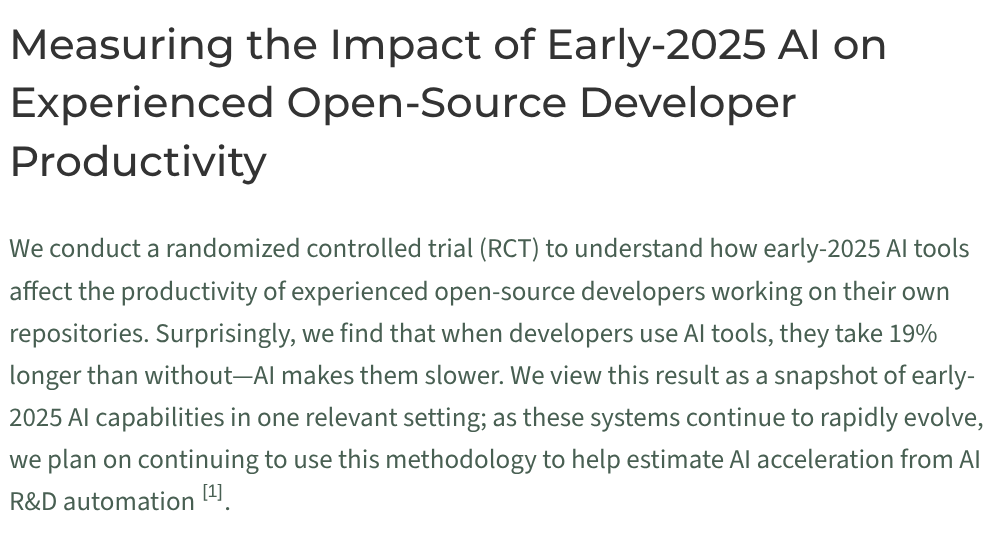 Measuring the Impact of Early-2025 AI on
Experienced Open-Source Developer
Productivity
We conduct a randomized controlled trial (RCT) to understand how early-2025 AI tools
affect the productivity of experienced open-source developers working on their own
repositories. Surprisingly, we find that when developers use AI tools, they take 19%
longer than without—AI makes them slower. We view this result as a snapshot of early-
2025 AI capabilities in one relevant setting; as these systems continue to rapidly evolve,
we plan on continuing to use this methodology to help estimate AI acceleration from AI
R&D automation [1].